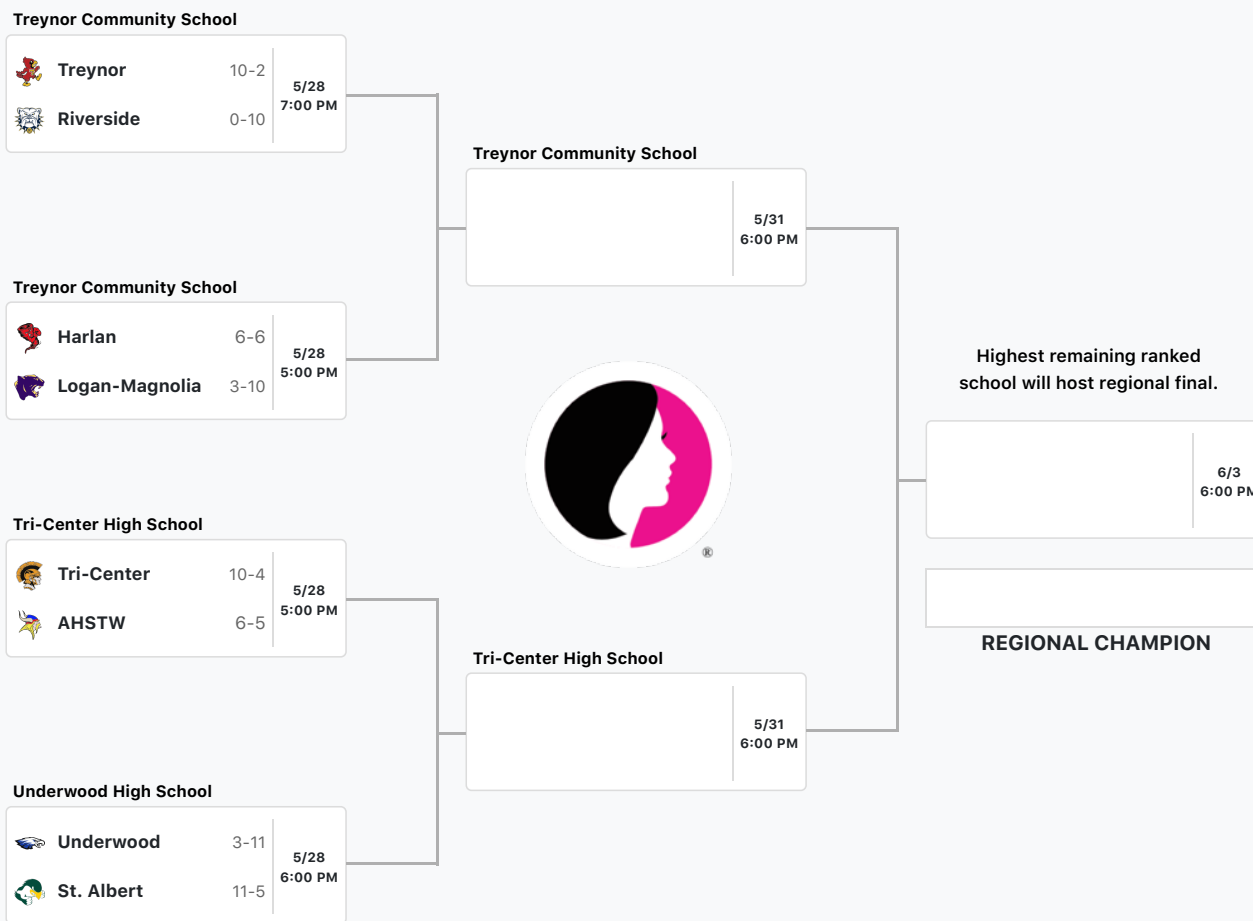 Treynor Community School
Treynor 10-2
Riverside 0-10
5/28
7:00 PM
Treynor Community School
Harlan 6-6
Logan-Magnolia 3-10
5/28
5:00 PM
Tri-Center High School
Tri-Center 10-4
AHSTW 6-5
5/28
5:00 PM
Underwood High School
Underwood 3-11
St. Albert 11-5
5/28
6:00 PM
Treynor Community School
5/31
6:00 PM
®
Tri-Center High School
5/31
6:00 PM
Highest remaining ranked
school will host regional final.
6/3
6:00 PM
REGIONAL CHAMPION